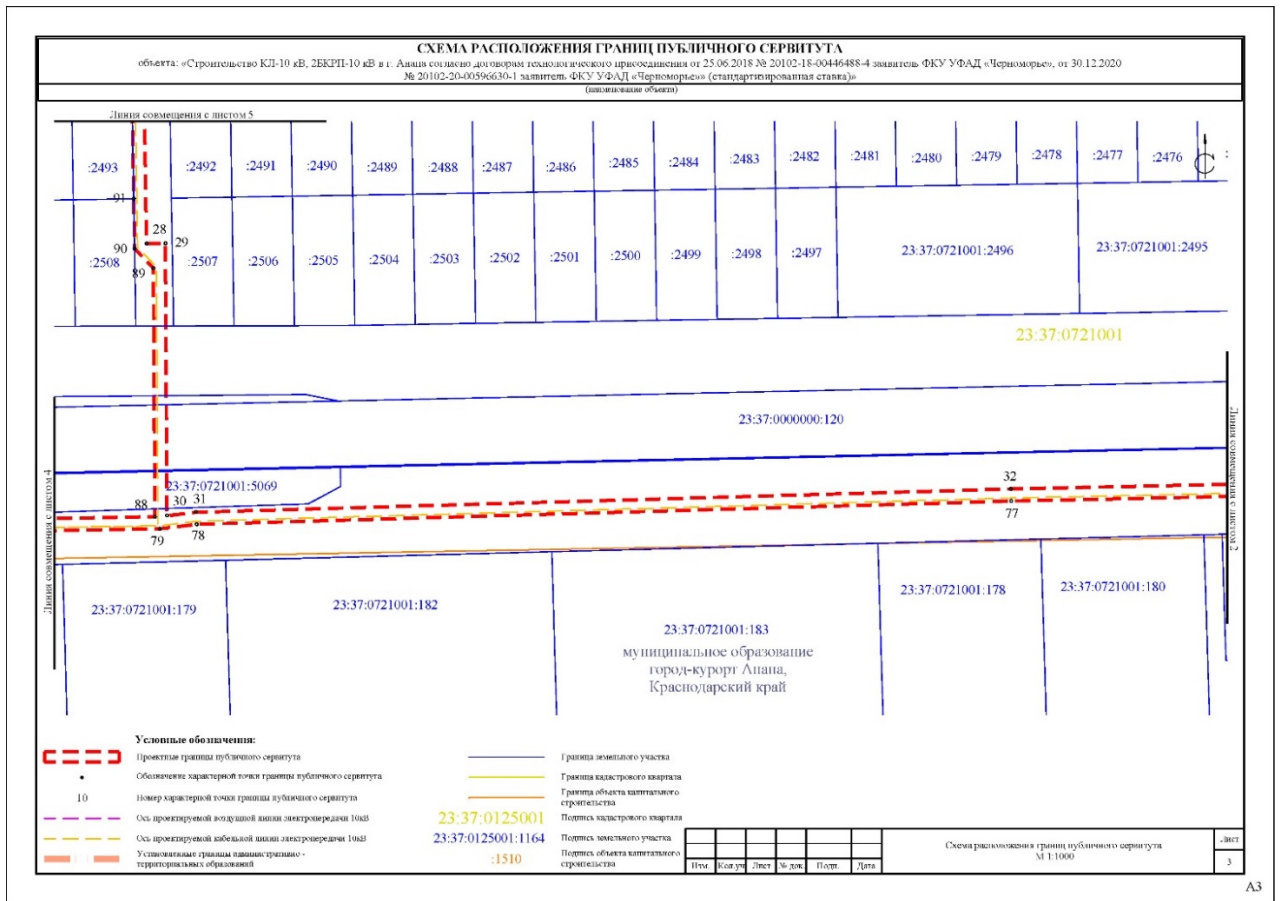 СХЕМА РАСПОЛОЖЕНИЯ ГРАНИЦ ПУБЛИЧНОГО СЕРВИТУТА
объекта: «Строительство КЛ-10 кВ, 2БКРП-10 кВ в г. Анапа согласно договорам технологического присоединения от 25.06.2018 № 20102-18-00446488-4 заявитель ФКУ УФАД «Черноморье», от 30.12.2020
№ 20102-20-00596630-1 заявитель ФКУ УФАД «Черноморье» (стандартизированная ставка)»
(наименование объекта)
Линия совмещения с листом 5
:2493 :2492 :2491 :2490 :2489 :2488 :2487 :2486 :2485 :2484 :2483 :2482 :2481 :2480 :2479 :2478 :2477 :2476 :
С
91
28
29
90
89
:2508 :2507 :2506 :2505 :2504 :2503 :2502 :2501 :2500 :2499 :2498 :2497 23:37:0721001:2496 23:37:0721001:2495
23:37:0721001
23:37:0000000:120
Линия совмещения с листом 4
Линия совмещения с листом 2
23:37:0721001:5069
32
88 30 31
77
79 78
23:37:0721001:179
23:37:0721001:182
23:37:0721001:183
23:37:0721001:178
23:37:0721001:180
муниципальное образование
город-курорт Анапа,
Краснодарский край
Условные обозначения:
Проектные границы публичного сервитута
Обозначение характерной точки границы публичного сервитута
10 Номер характерной точки границы публичного сервитута
Ось проектируемой воздушной линии электропередачи 10кВ
Ось проектируемой кабельной линии электропередачи 10кВ
Установленные границы административно -
территориальных образований
Граница земельного участка
Граница кадастрового квартала
Граница объекта капитального
строительства
23:37:0125001 Подпись кадастрового квартала
23:37:0125001:1164 Подпись земельного участка
:1510 Подпись объекта капитального
строительства
Изм. Кол.уч Лист № док. Подп. Дата
Схема расположения границ публичного сервитута
М 1:1000
Лист
3
А3